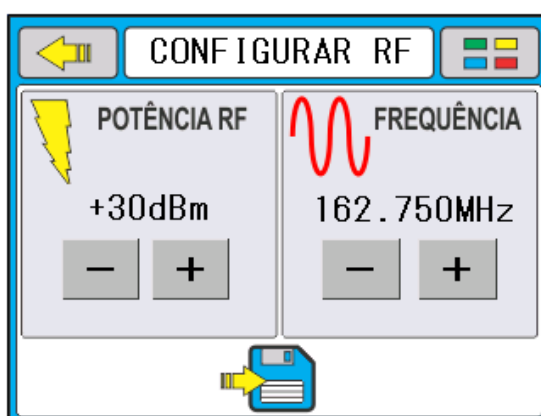 CONFIGURAR RF
POTÊNCIA RF
+30dBm
− +
FREQUÊNCIA
162.750MHz
− +